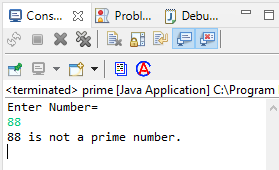 Cons...
Probl...
Debu...
<terminated> prime [Java Application] C:\Program
Enter Number=
88
88 is not a prime number.